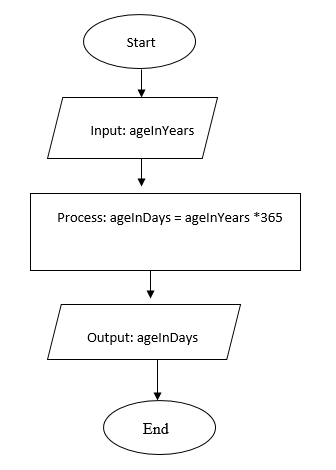 Start
Input: ageInYears
Process: ageInDays = ageInYears *365
Output: ageInDays
End